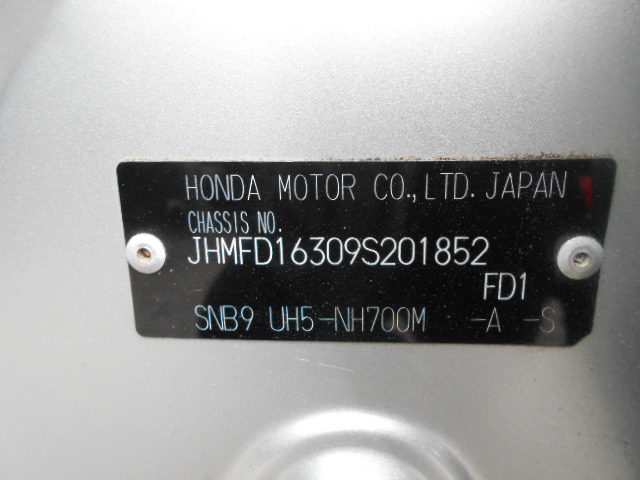 HONDA MOTOR CO.,LTD. JAPAN
CHASSIS NO.
JHMFD16309S201852
FD1
SNB9 UH5-NH700M -A -S